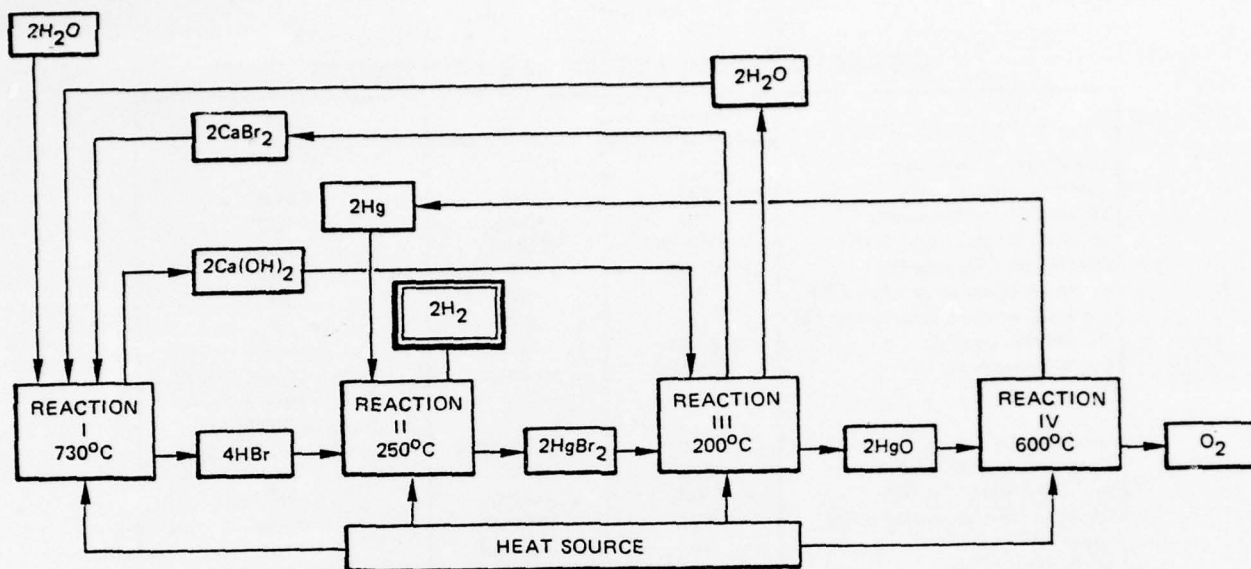 2H₂O
2H₂O
2CaBr₂
2Hg
2Ca(OH)₂
2H₂
REACTION
I
730°C
4HBr
REACTION
II
250°C
2HgBr₂
REACTION
III
200°C
2HgO
REACTION
IV
600°C
O₂
HEAT SOURCE